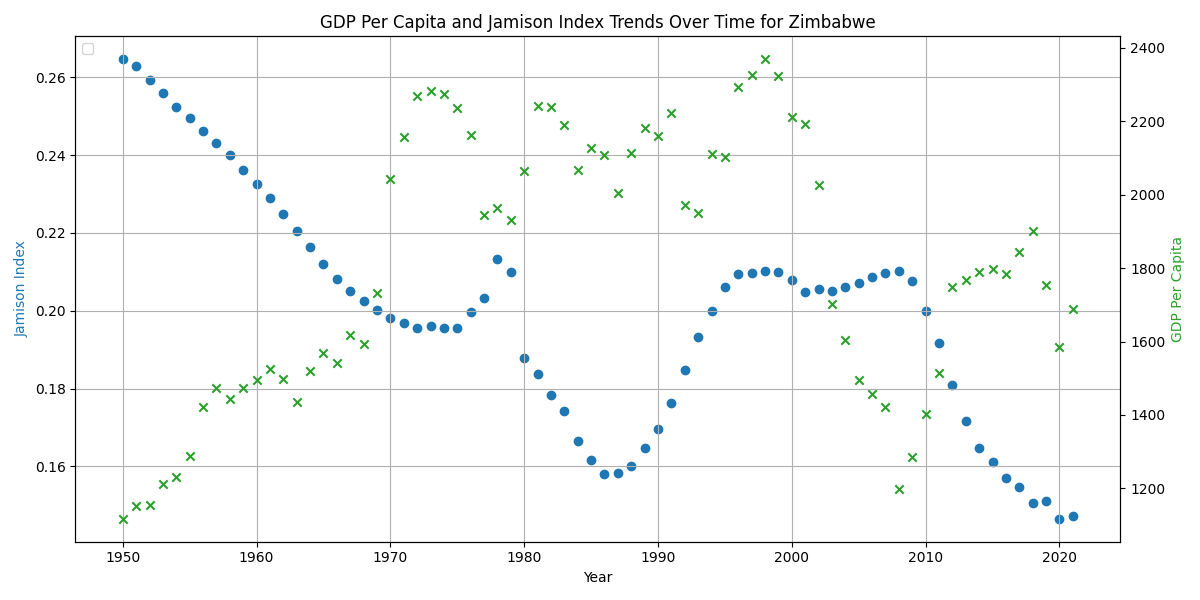 GDP Per Capita and Jamison Index Trends Over Time for Zimbabwe
Jamison Index
0.26
0.24
0.22
0.20
0.18
0.16
2400
2200
2000
1800
1600
1400
1200
GDP Per Capita
1950 1960 1970 1980 1990 2000 2010 2020
Year